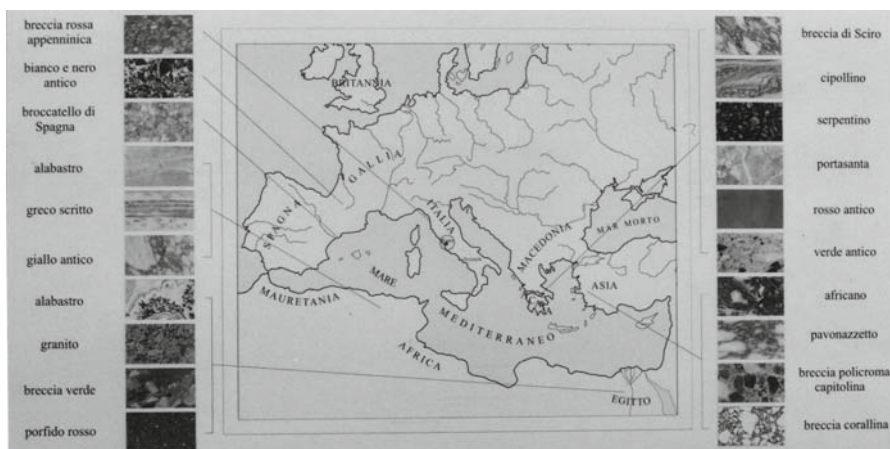 breccia rossa
appenninica
bianco e nero
antico
broccatello di
Spagna
alabastro
greco scritto
giallo antico
alabastro
granito
breccia verde
porfido rosso
BRITANNIA
GALLIA
SPAGNA
ITALIA
MACEDONIA
MAR MORTO
ASIA
MARE
MEDITERRANEO
MAURETANIA
AFRICA
EGITTO
breccia di Sciro
cipollino
serpentino
portasanta
rosso antico
verde antico
africano
pavonazzetto
breccia policroma
capitolina
breccia corallina